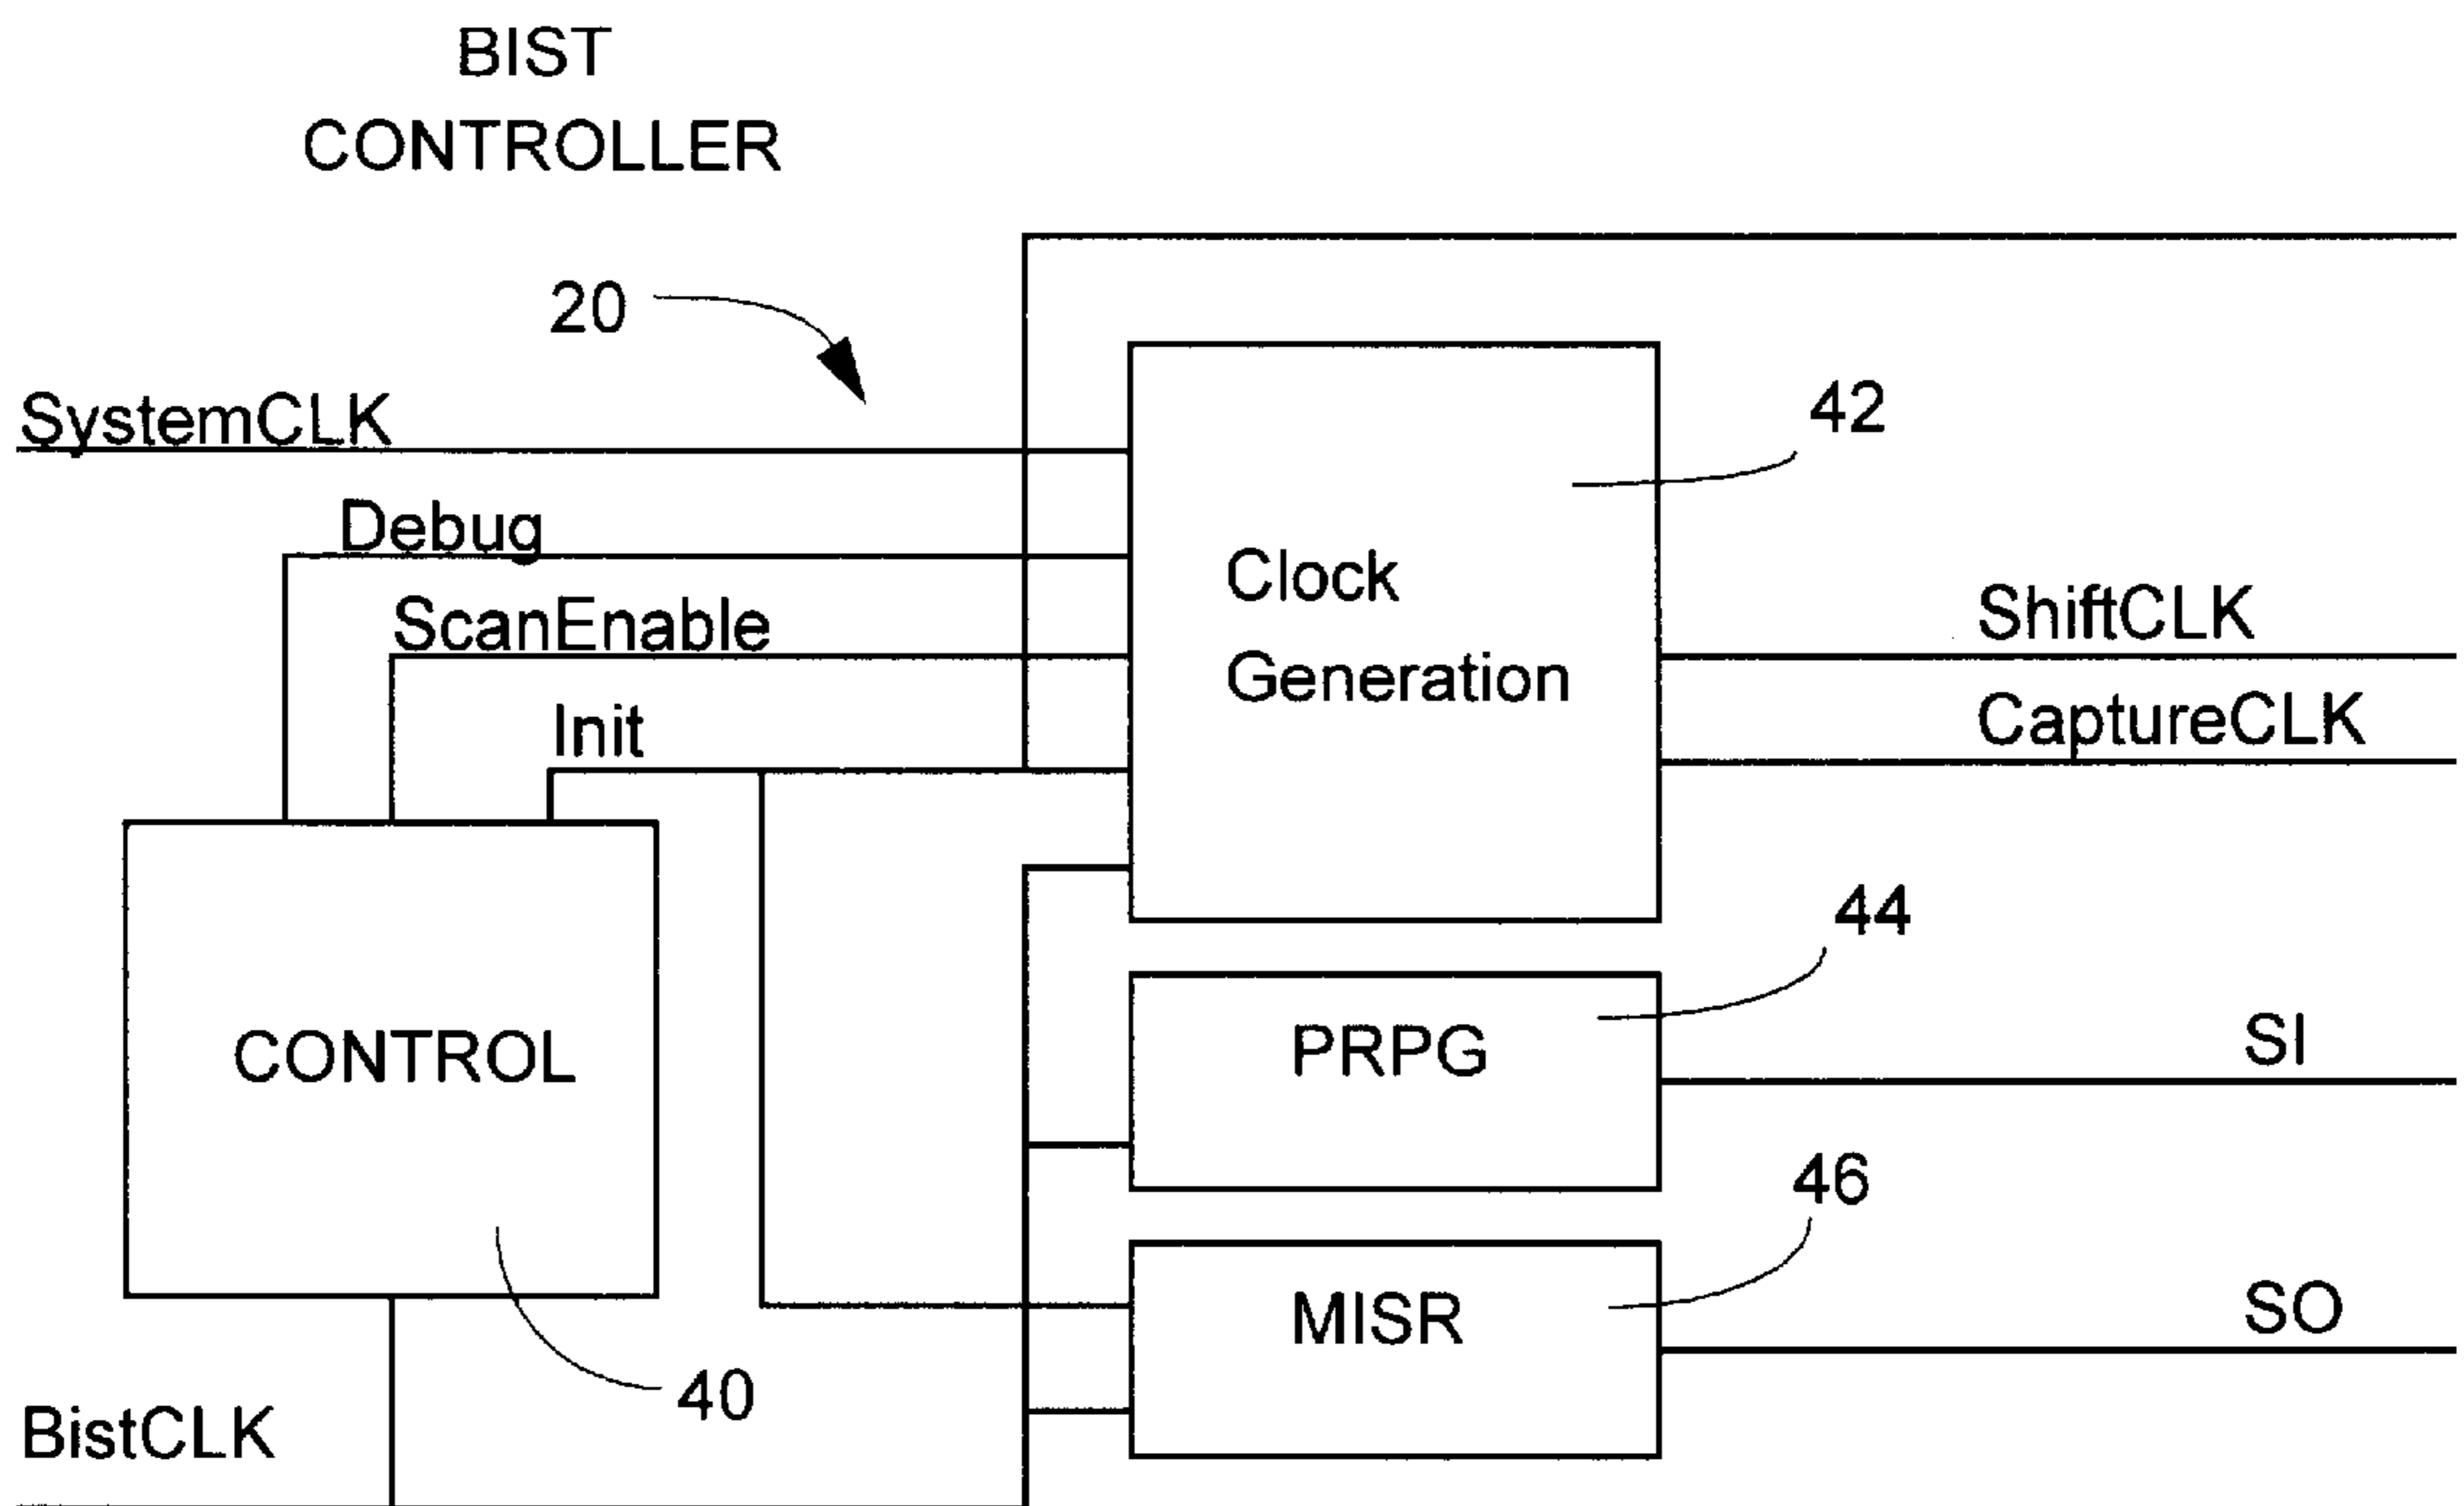 BIST
CONTROLLER
20
SystemCLK
42
Debug
Clock
Generation
ScanEnable
ShiftCLK
Init
CaptureCLK
44
CONTROL
PRPG
SI
46
MISR
SO
40
BistCLK